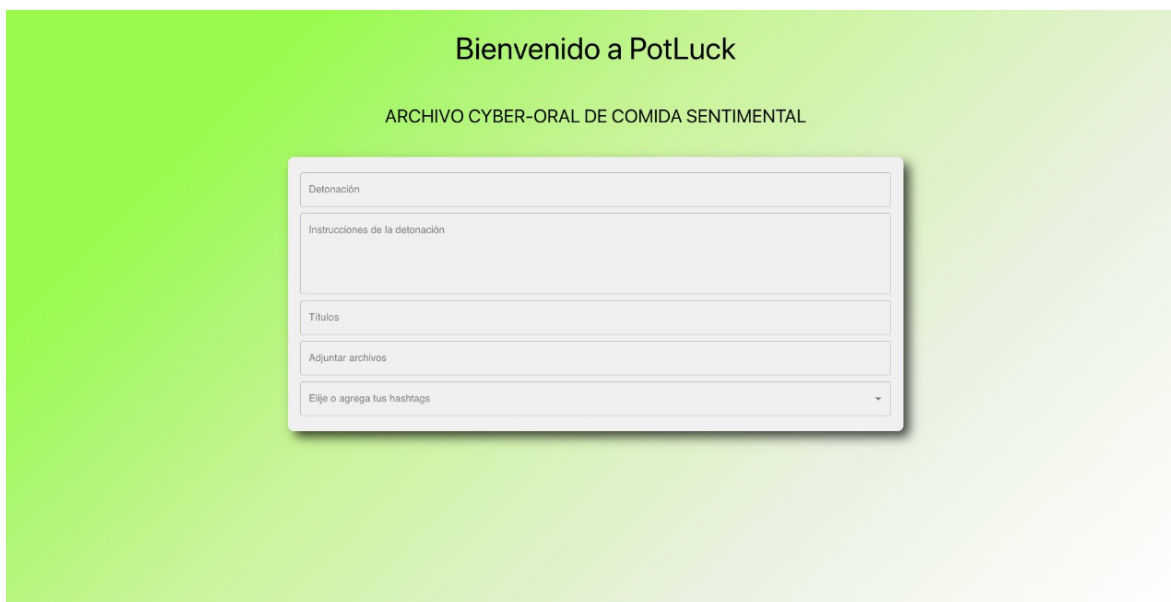 Bienvenido a PotLuck
ARCHIVO CYBER-ORAL DE COMIDA SENTIMENTAL
Detonación
Instrucciones de la detonación
Títulos
Adjuntar archivos
Elije o agrega tus hashtags